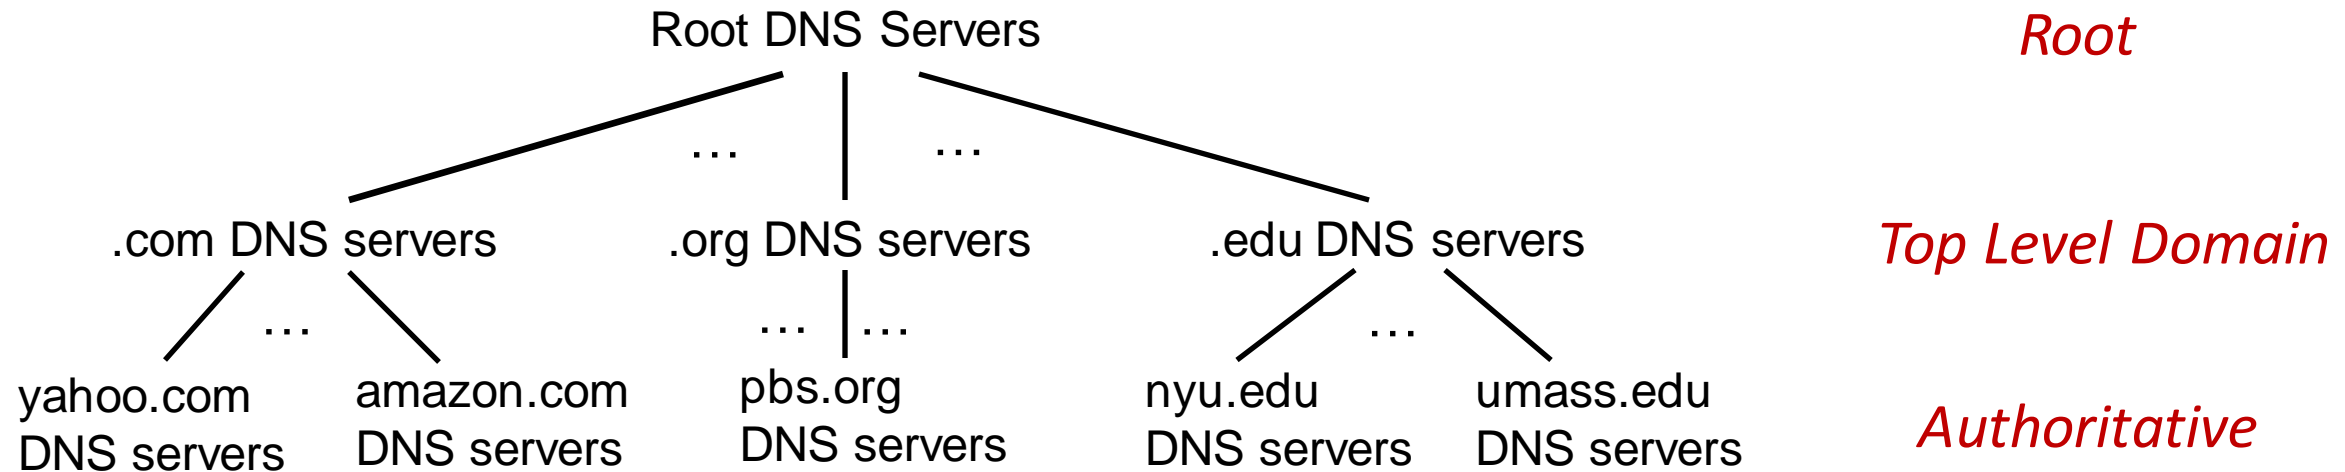 Root DNS Servers
Root
… …
.com DNS servers
.org DNS servers
.edu DNS servers
Top Level Domain
… … … …
yahoo.com
DNS servers
amazon.com
DNS servers
pbs.org
DNS servers
nyu.edu
DNS servers
umass.edu
DNS servers
Authoritative